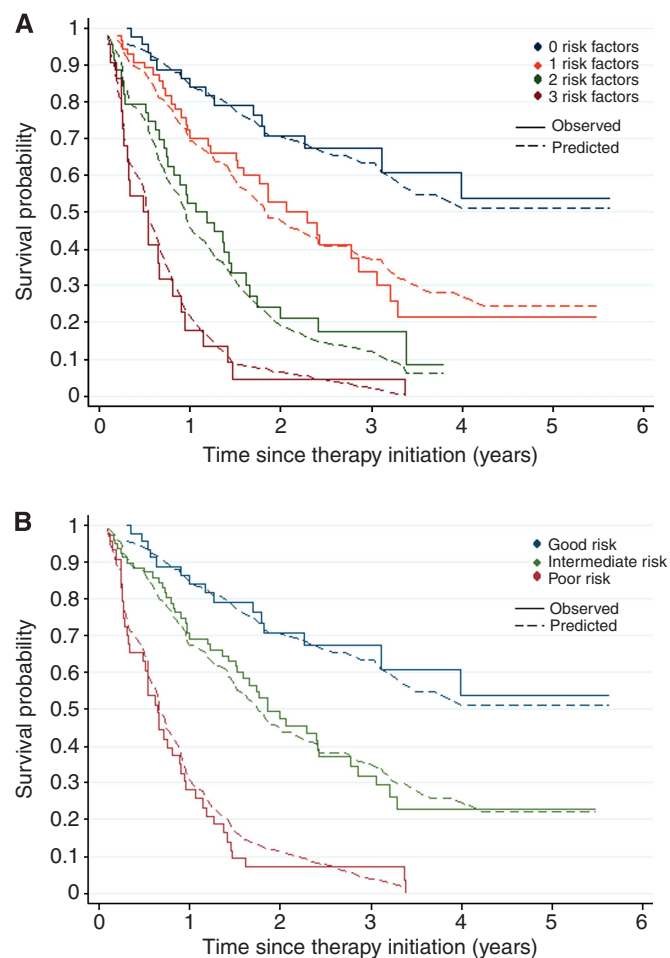 A
1
0.9
0.8
0.7
0.6
0.5
0.4
0.3
0.2
0.1
0
Survival probability
0 risk factors
1 risk factors
2 risk factors
3 risk factors
Observed
Predicted
0 1 2 3 4 5 6
Time since therapy initiation (years)
B
1
0.9
0.8
0.7
0.6
0.5
0.4
0.3
0.2
0.1
0
Survival probability
Good risk
Intermediate risk
Poor risk
Observed
Predicted
0 1 2 3 4 5 6
Time since therapy initiation (years)